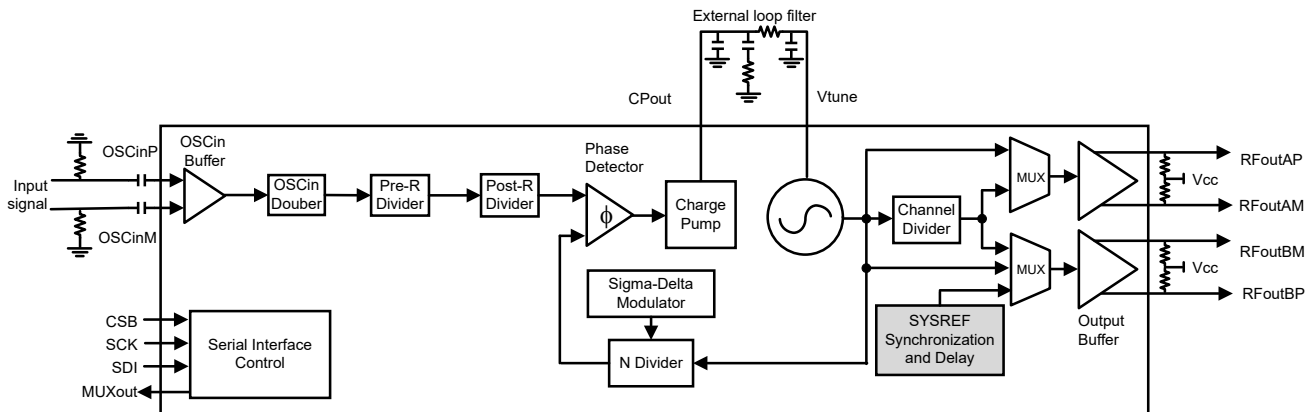 External loop filter
CPout
Vtune
OSCinP
OSCin
Buffer
Phase
Detector
Input
signal
OSCinM
OSCin
Douber
Pre-R
Divider
Post-R
Divider
ϕ
Charge
Pump
Channel
Divider
MUX
MUX
RFoutAP
Vcc
RFoutAM
RFoutBM
Vcc
RFoutBP
Sigma-Delta
Modulator
N Divider
SYSREF
Synchronization
and Delay
Output
Buffer
CSB
SCK
SDI
MUXout
Serial Interface
Control